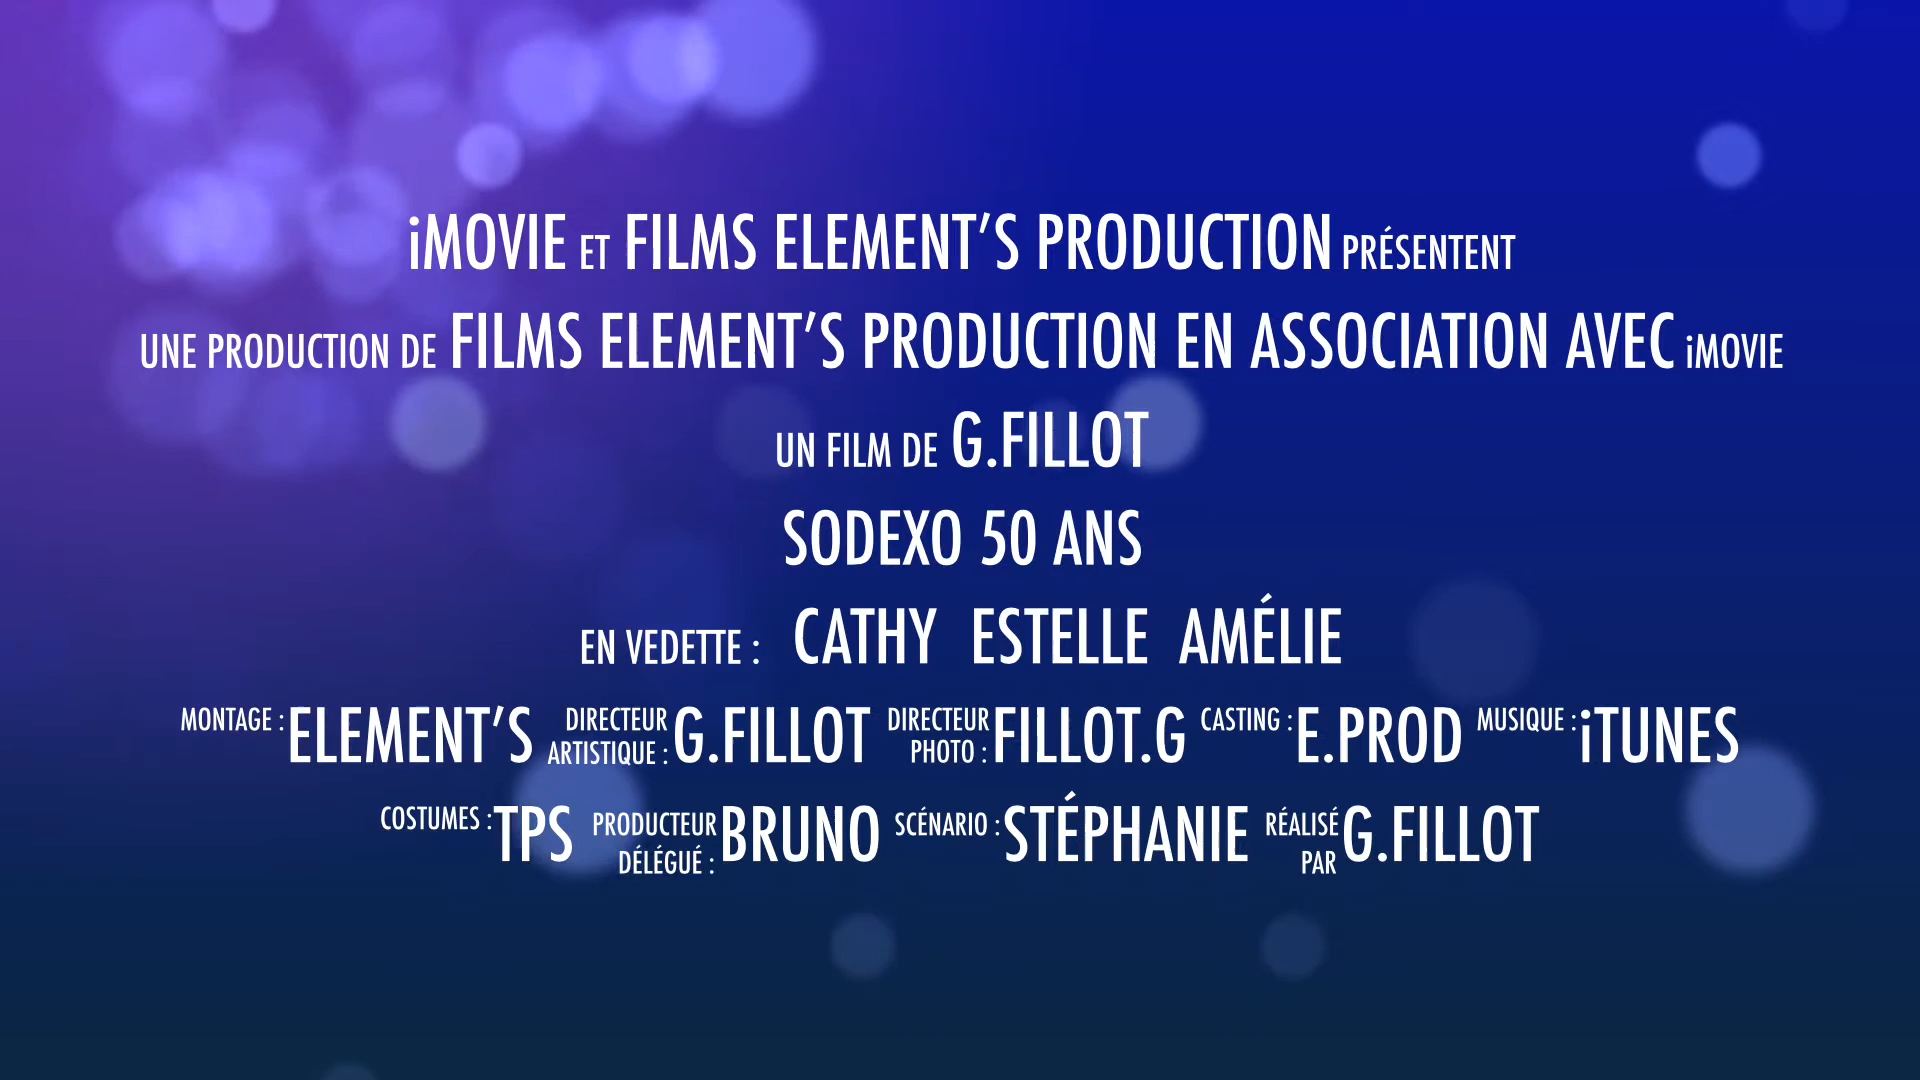 iMOVIE ET FILMS ELEMENT’S PRODUCTION PRÉSENTENT
UNE PRODUCTION DE FILMS ELEMENT’S PRODUCTION EN ASSOCIATION AVEC iMOVIE
UN FILM DE G.FILLOT
SODEXO 50 ANS
EN VEDETTE : CATHY ESTELLE AMÉLIE
MONTAGE : ELEMENT’S DIRECTEUR ARTISTIQUE : G.FILLOT DIRECTEUR PHOTO : FILLOT.G CASTING : E.PROD MUSIQUE : iTUNES
COSTUMES : TPS PRODUCTEUR DÉLÉGUÉ : BRUNO SCÉNARIO : STÉPHANIE RÉALISÉ PAR G.FILLOT